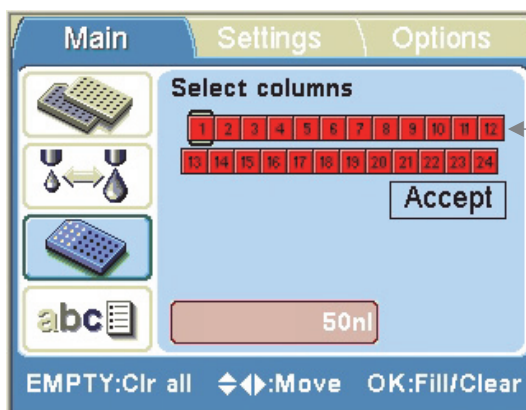 Main Settings Options
Select columns
1 2 3 4 5 6 7 8 9 10 11 12
13 14 15 16 17 18 19 20 21 22 23 24
Accept
abc
50nl
EMPTY:Clr all :Move OK:Fill/Clear